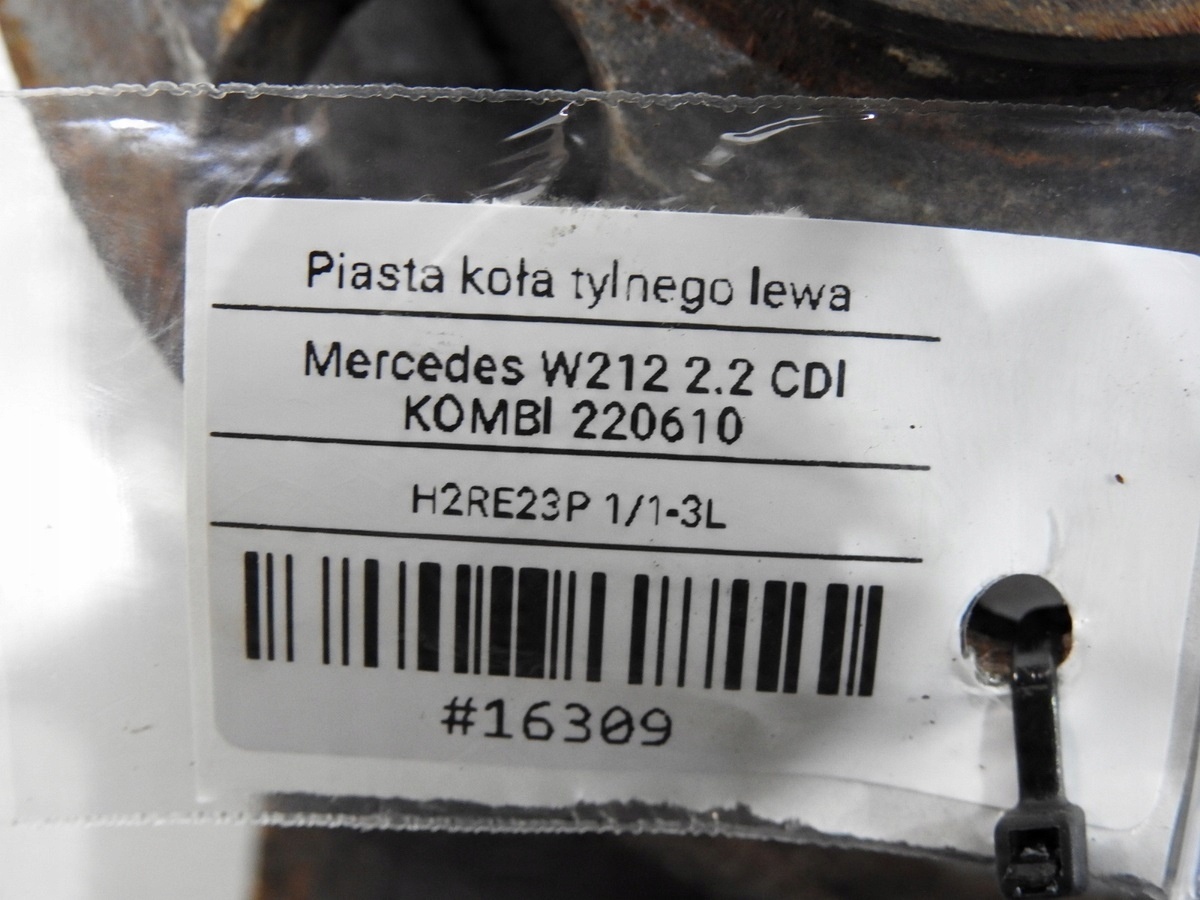 Piasta koła tylnego lewa
Mercedes W212 2.2 CDI
KOMBI 220610
H2RE23P 1/1-3L
#16309